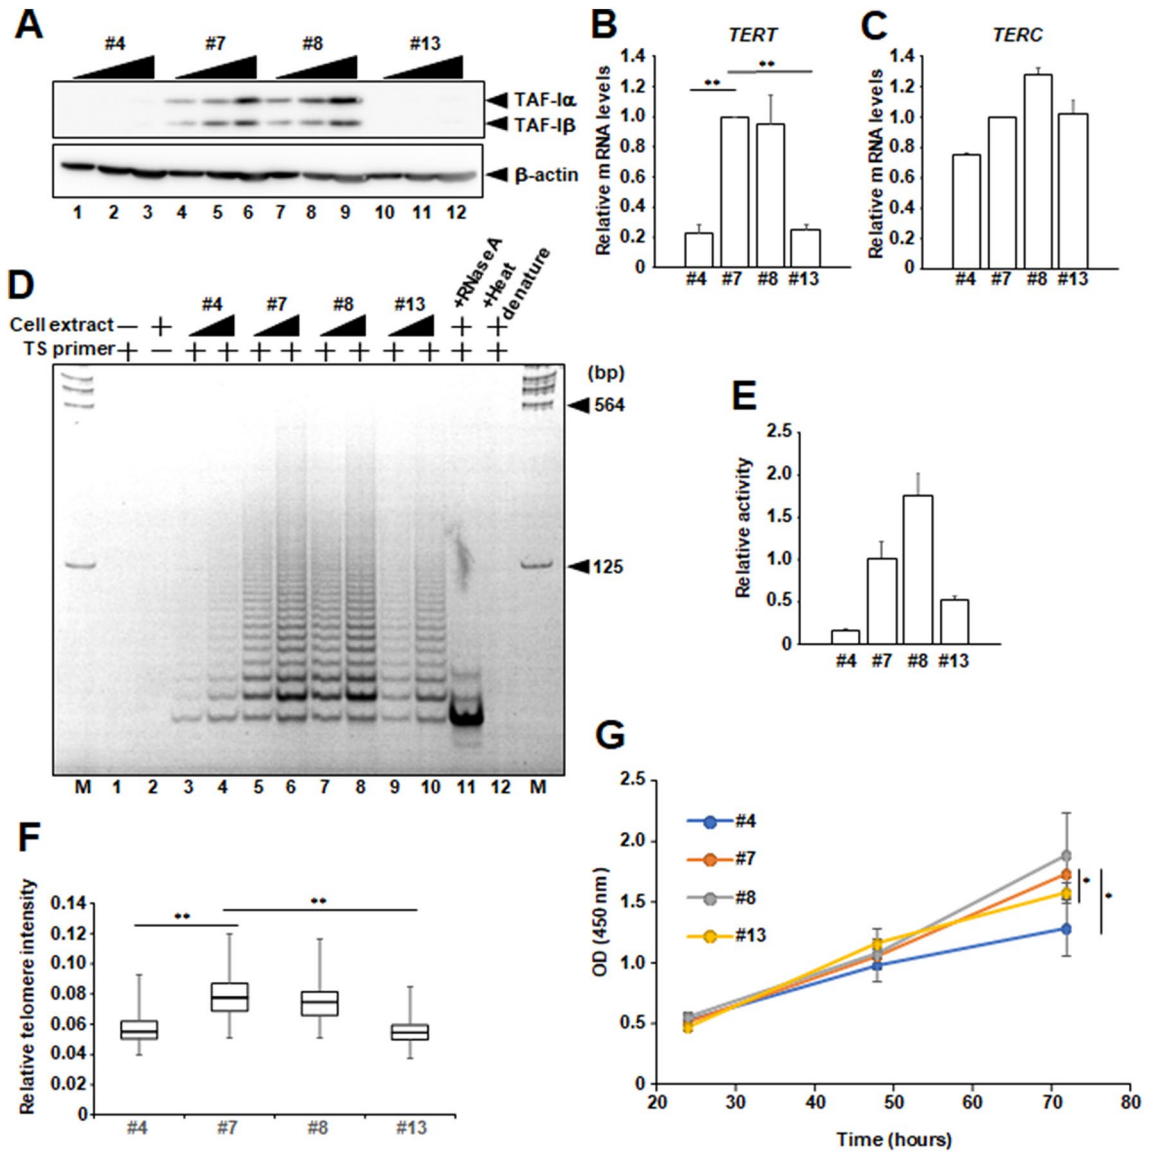 A
#4 #7 #8 #13
TAF-Iα
TAF-Iβ
β-actin
1 2 3 4 5 6 7 8 9 10 11 12
B
TERT
Relative mRNA levels
1.4
1.2
1.0
0.8
0.6
0.4
0.2
0
** **
#4 #7 #8 #13
C
TERC
Relative mRNA levels
1.4
1.2
1.0
0.8
0.6
0.4
0.2
0
#4 #7 #8 #13
D
#4 #7 #8 #13
+RNaseA
+Heat
denature
Cell extract — + + +
TS primer + — + + + + + + + + + +
(bp)
564
125
M 1 2 3 4 5 6 7 8 9 10 11 12 M
E
Relative activity
2.5
2.0
1.5
1.0
0.5
0
#4 #7 #8 #13
F
Relative telomere intensity
0.14
0.12
0.10
0.08
0.06
0.04
0.02
0
** **
#4 #7 #8 #13
G
OD (450 nm)
2.5
2.0
1.5
1.0
0.5
0
#4
#7
#8
#13
* *
20 30 40 50 60 70 80
Time (hours)